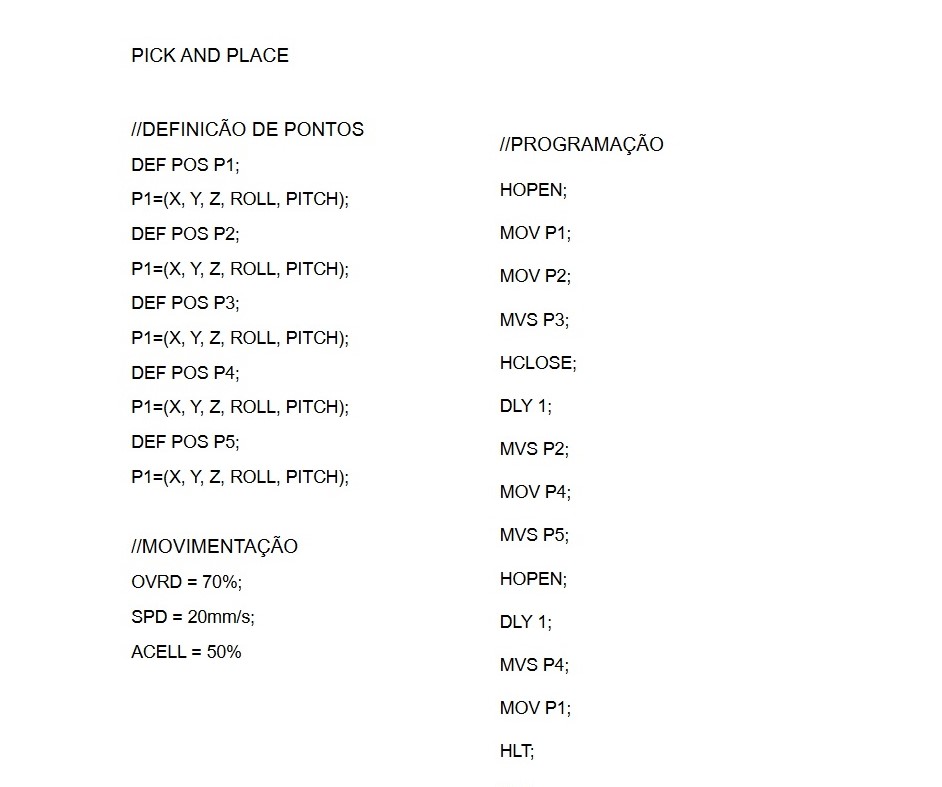 PICK AND PLACE
//DEFINICÃO DE PONTOS
DEF POS P1;
P1=(X, Y, Z, ROLL, PITCH);
DEF POS P2;
P1=(X, Y, Z, ROLL, PITCH);
DEF POS P3;
P1=(X, Y, Z, ROLL, PITCH);
DEF POS P4;
P1=(X, Y, Z, ROLL, PITCH);
DEF POS P5;
P1=(X, Y, Z, ROLL, PITCH);
//MOVIMENTAÇÃO
OVRD = 70%;
SPD = 20mm/s;
ACELL = 50%
//PROGRAMAÇÃO
HOPEN;
MOV P1;
MOV P2;
MVS P3;
HCLOSE;
DLY 1;
MVS P2;
MOV P4;
MVS P5;
HOPEN;
DLY 1;
MVS P4;
MOV P1;
HLT;